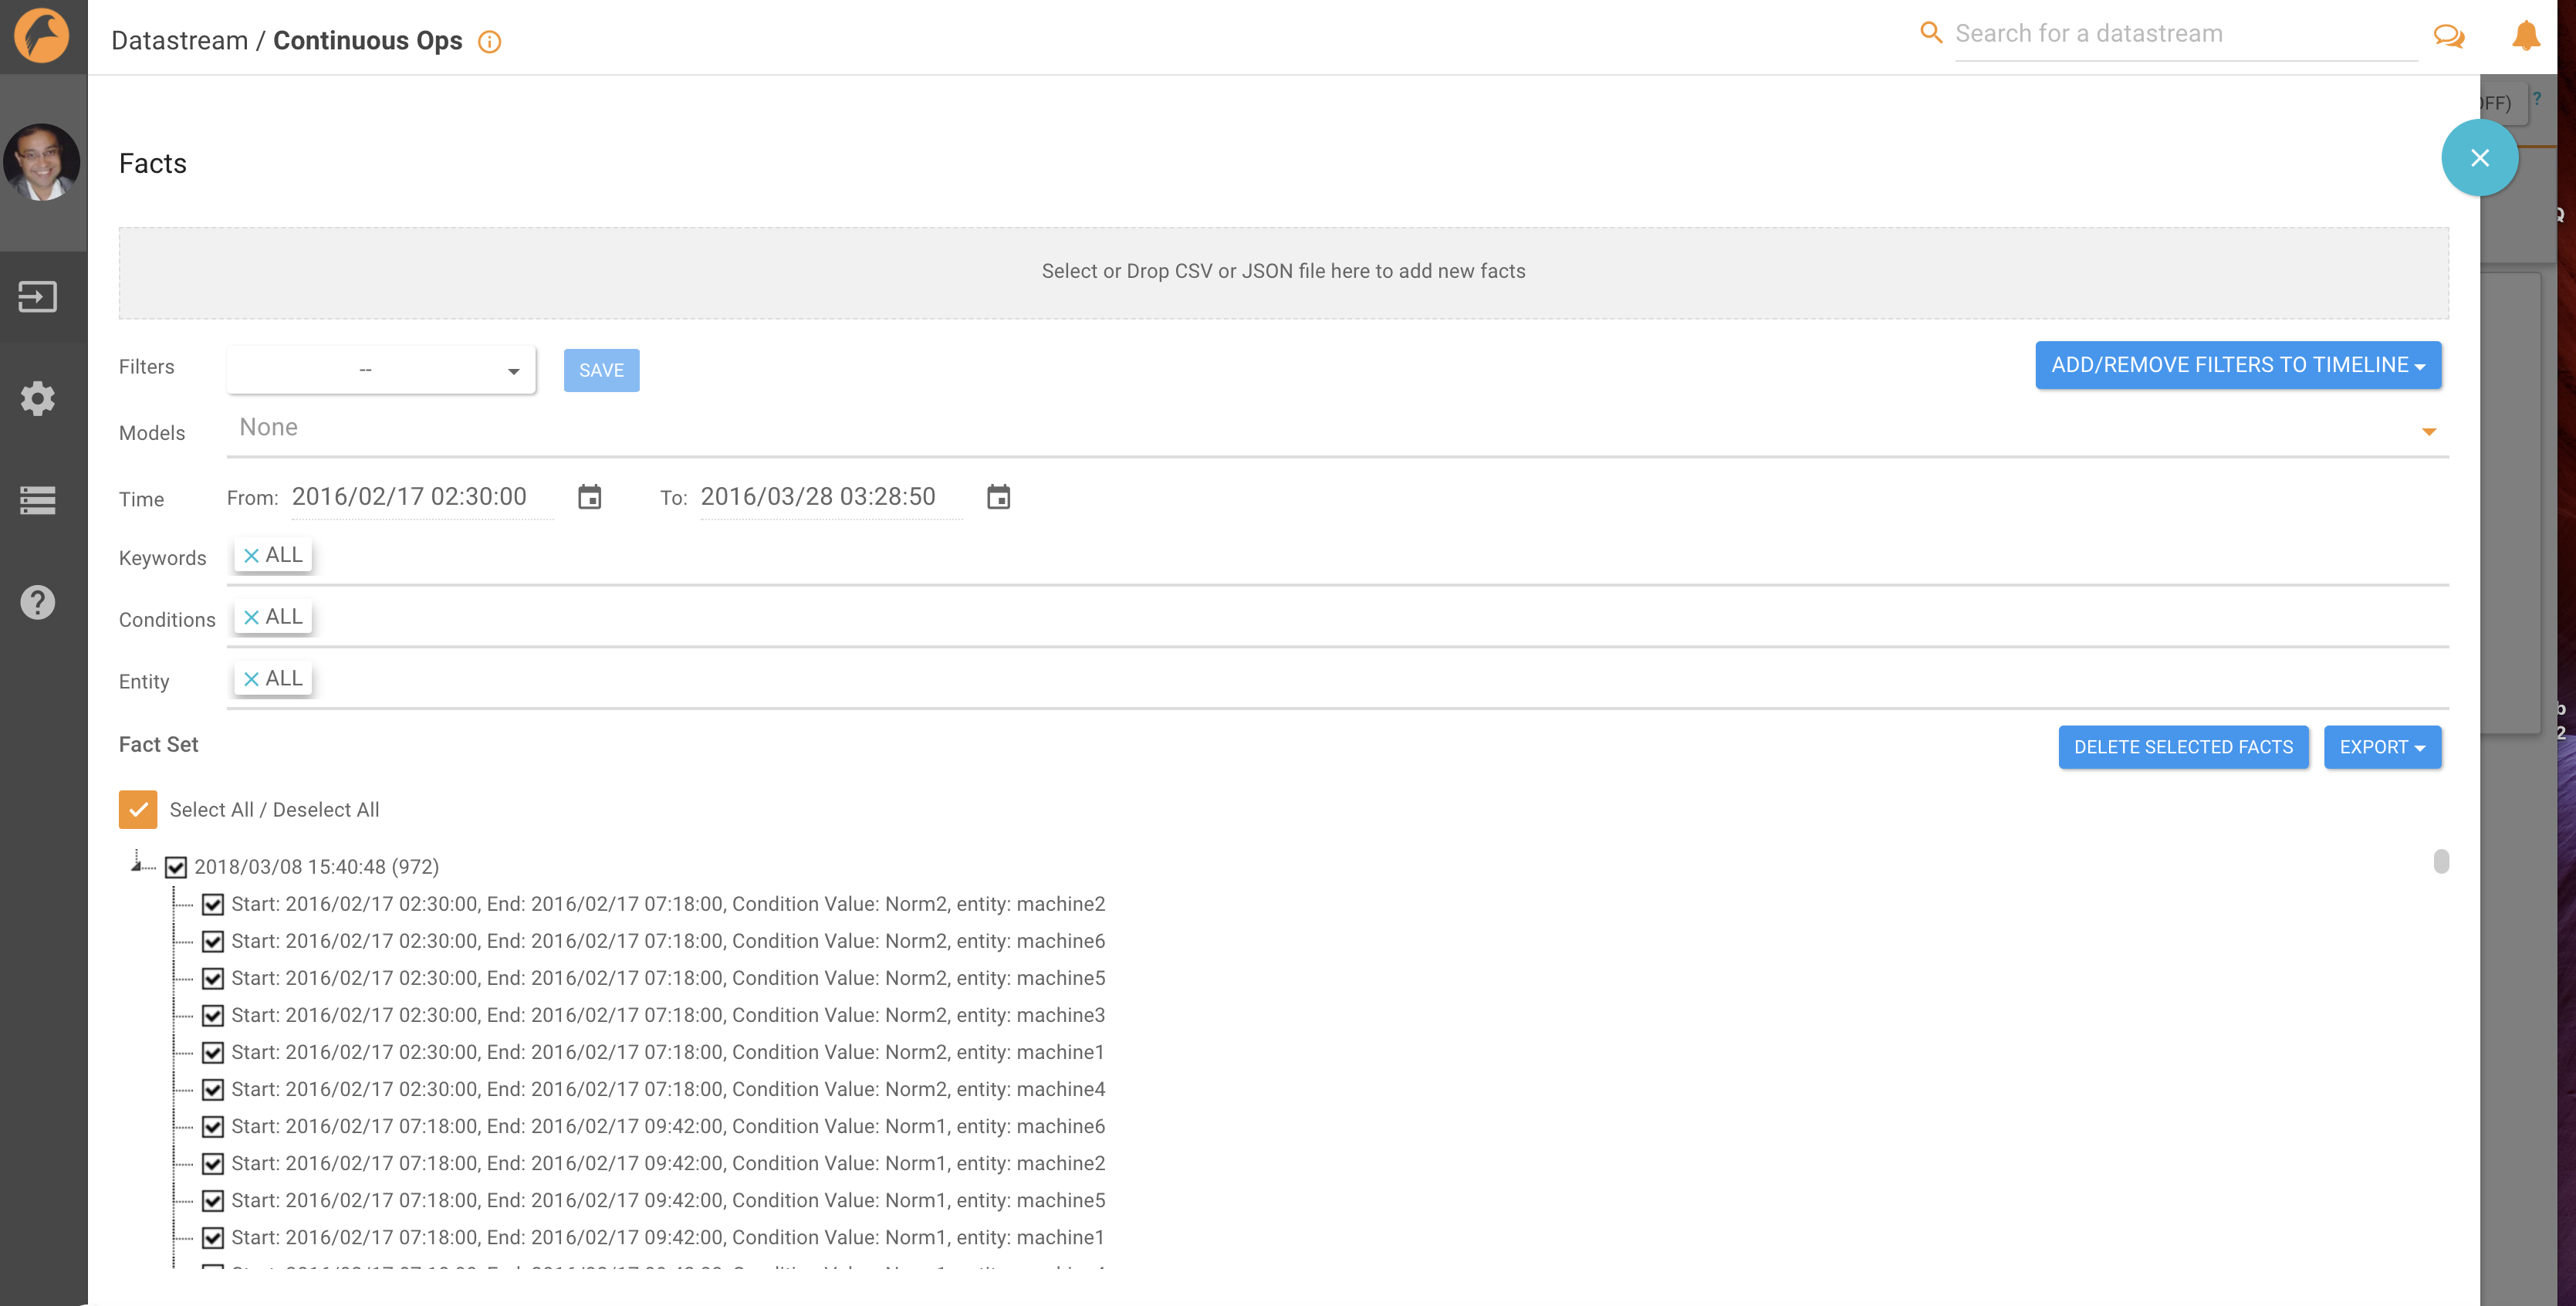 Datastream / Continuous Ops
Search for a datastream
FF) ?
Facts
Select or Drop CSV or JSON file here to add new facts
Filters -- SAVE ADD/REMOVE FILTERS TO TIMELINE
Models None
Time From: 2016/02/17 02:30:00 To: 2016/03/28 03:28:50
Keywords × ALL
Conditions × ALL
Entity × ALL
Fact Set DELETE SELECTED FACTS EXPORT
Select All / Deselect All
2018/03/08 15:40:48 (972)
Start: 2016/02/17 02:30:00, End: 2016/02/17 07:18:00, Condition Value: Norm2, entity: machine2
Start: 2016/02/17 02:30:00, End: 2016/02/17 07:18:00, Condition Value: Norm2, entity: machine6
Start: 2016/02/17 02:30:00, End: 2016/02/17 07:18:00, Condition Value: Norm2, entity: machine5
Start: 2016/02/17 02:30:00, End: 2016/02/17 07:18:00, Condition Value: Norm2, entity: machine3
Start: 2016/02/17 02:30:00, End: 2016/02/17 07:18:00, Condition Value: Norm2, entity: machine1
Start: 2016/02/17 02:30:00, End: 2016/02/17 07:18:00, Condition Value: Norm2, entity: machine4
Start: 2016/02/17 07:18:00, End: 2016/02/17 09:42:00, Condition Value: Norm1, entity: machine6
Start: 2016/02/17 07:18:00, End: 2016/02/17 09:42:00, Condition Value: Norm1, entity: machine2
Start: 2016/02/17 07:18:00, End: 2016/02/17 09:42:00, Condition Value: Norm1, entity: machine5
Start: 2016/02/17 07:18:00, End: 2016/02/17 09:42:00, Condition Value: Norm1, entity: machine1